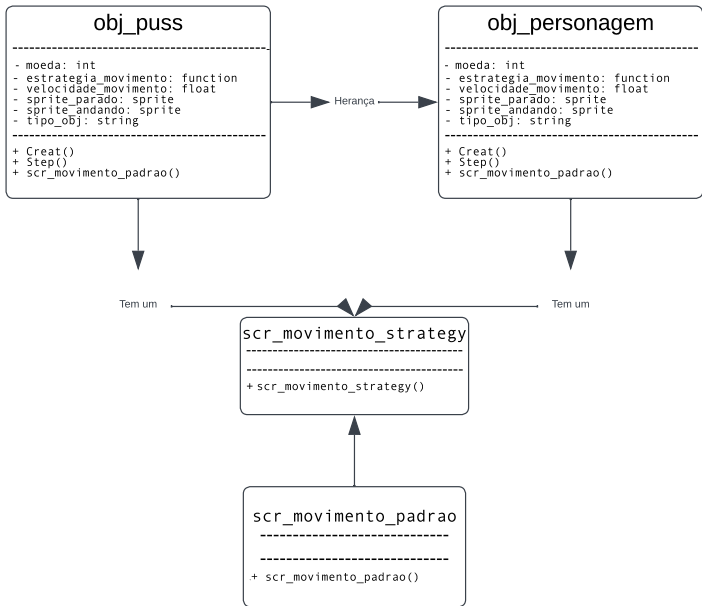 obj_puss
- moeda: int
- estrategia_movimento: function
- velocidade_movimento: float
- sprite_parado: sprite
- sprite_andando: sprite
- tipo_obj: string
+ Creat()
+ Step()
+ scr_movimento_padrao()
Herança
obj_personagem
- moeda: int
- estrategia_movimento: function
- velocidade_movimento: float
- sprite_parado: sprite
- sprite_andando: sprite
- tipo_obj: string
+ Creat()
+ Step()
+ scr_movimento_padrao()
Tem um
Tem um
scr_movimento_strategy
+ scr_movimento_strategy()
scr_movimento_padrao
+ scr_movimento_padrao()